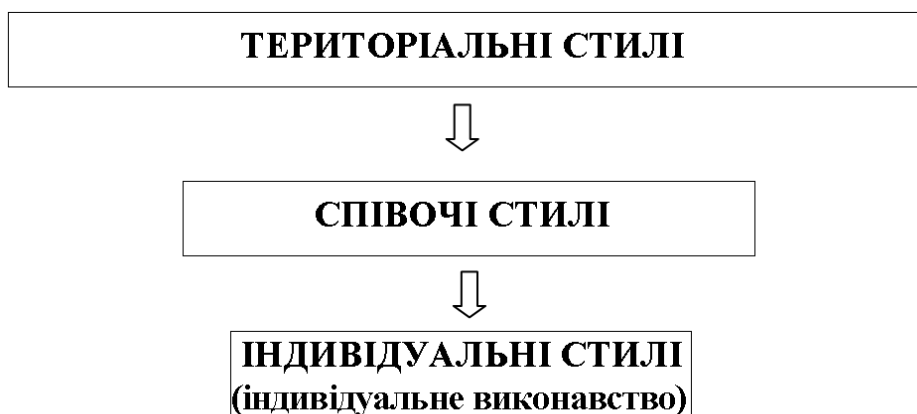 ТЕРИТОРІАЛЬНІ СТИЛІ
СПІВОЧІ СТИЛІ
ІНДИВІДУАЛЬНІ СТИЛІ
(індивідуальне виконавство)